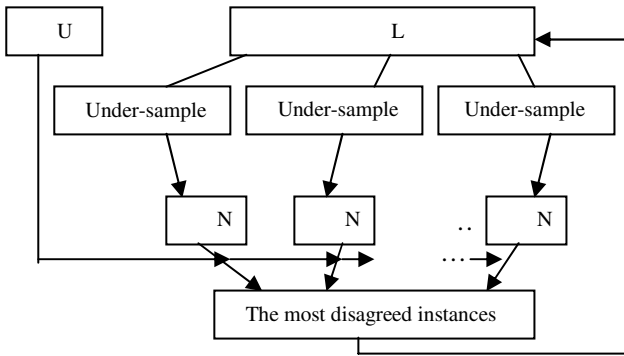 U
L
Under-sample
Under-sample
Under-sample
N
N
..
N
...
The most disagreed instances